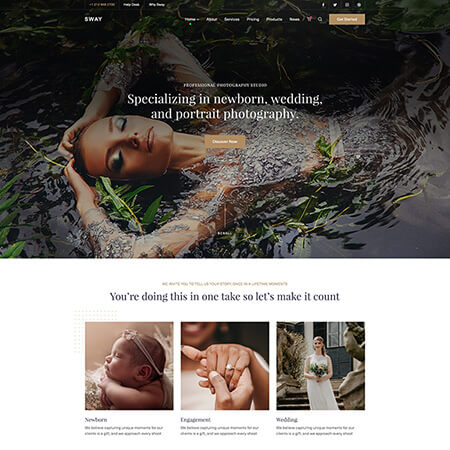 Help Desk Why Sway
SWAY
Home About Services Pricing Products News Get Started
PROFESSIONAL PHOTOGRAPHY STUDIO
Specializing in newborn, wedding,
and portrait photography.
Discover Now
SCROLL
WE INVITE YOU TO TELL US YOUR STORY, ONCE IN A LIFETIME MOMENTS
You're doing this in one take so let's make it count
Newborn
We believe capturing unique moments for our
clients is a gift, and we approach every shoot
Engagement
We believe capturing unique moments for our
clients is a gift, and we approach every shoot
Wedding
We believe capturing unique moments for our
clients is a gift, and we approach every shoot